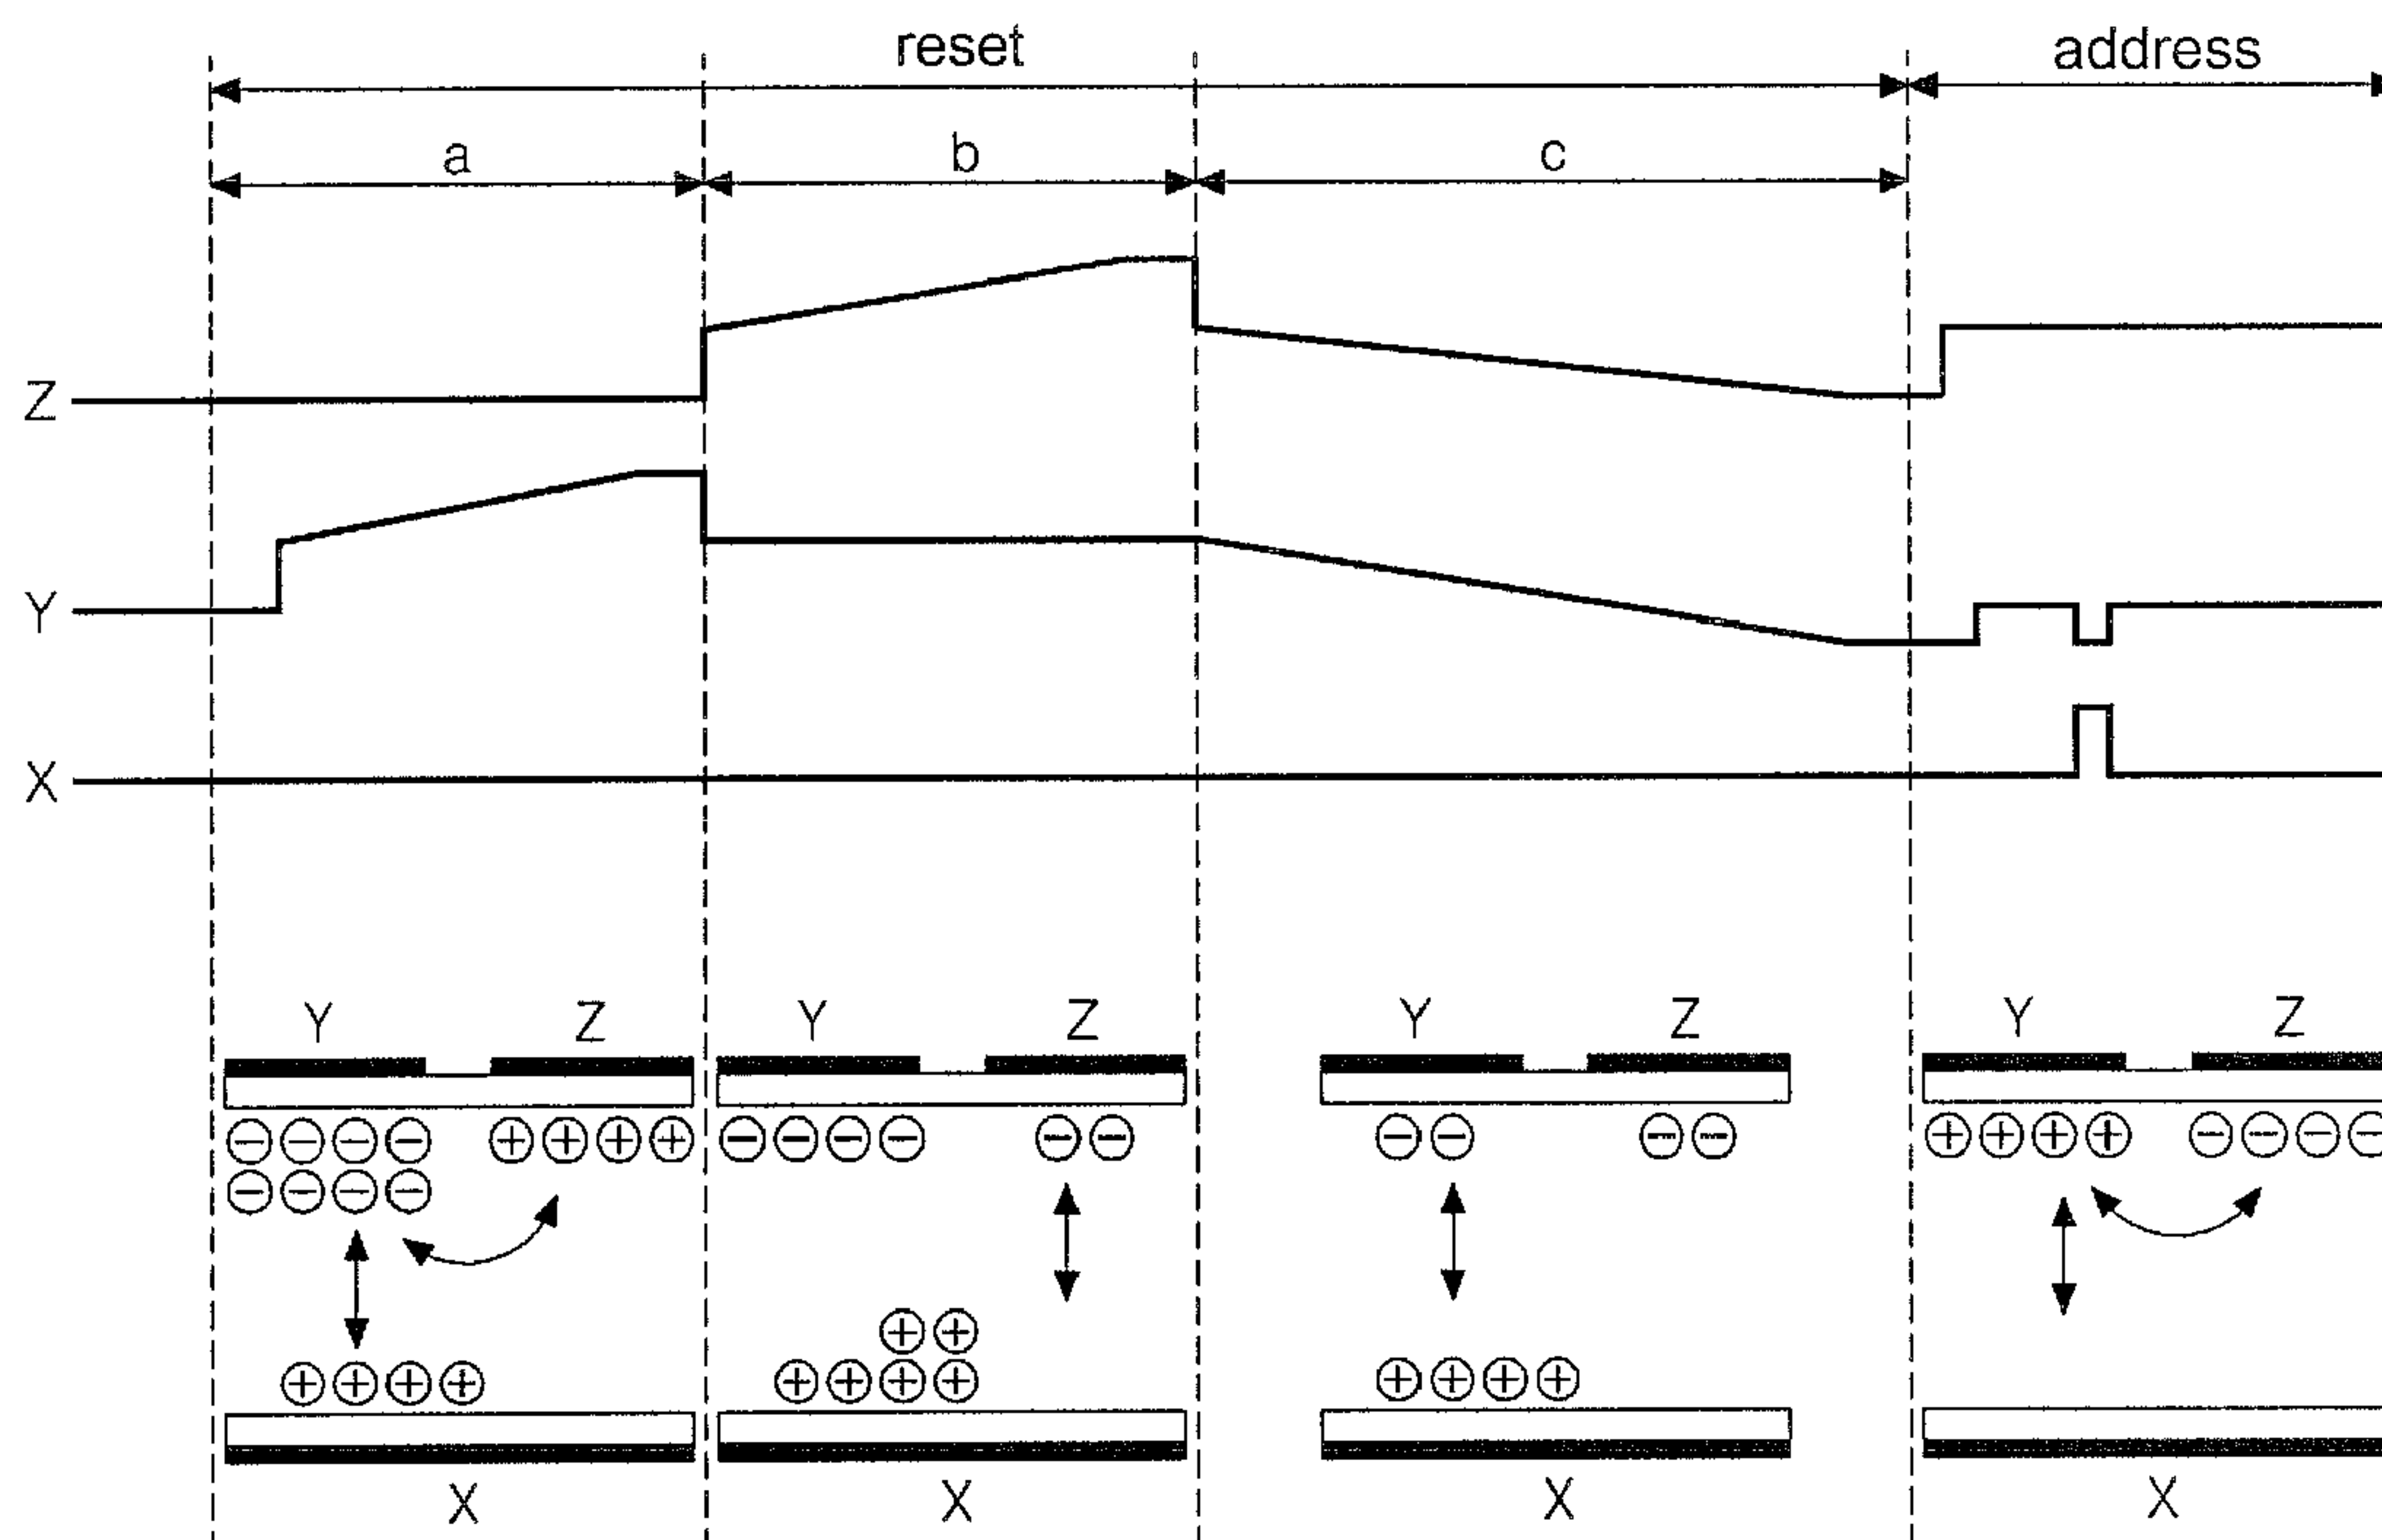 reset address
a b c
Z
Y
X
Y Z Y Z Y Z Y Z
X X X X